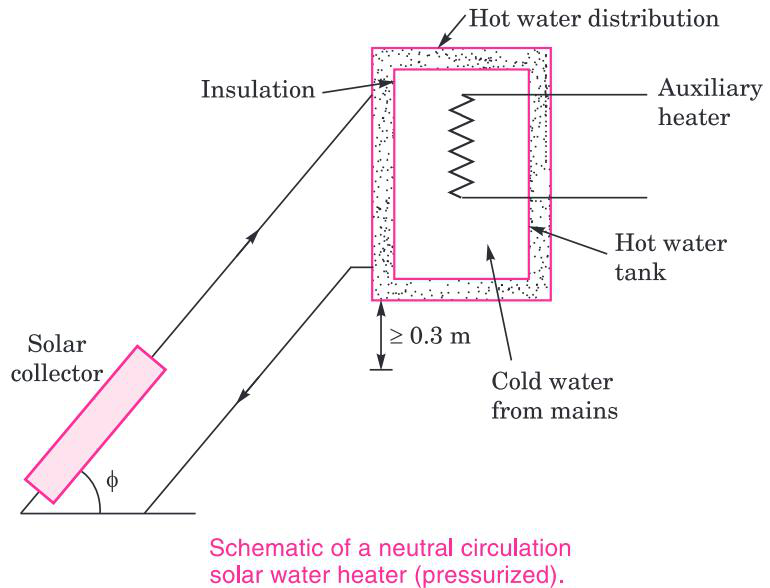 Hot water distribution
Insulation
Auxiliary
heater
Hot water
tank
≥ 0.3 m
Solar
collector
Cold water
from mains
ϕ
Schematic of a neutral circulation
solar water heater (pressurized).